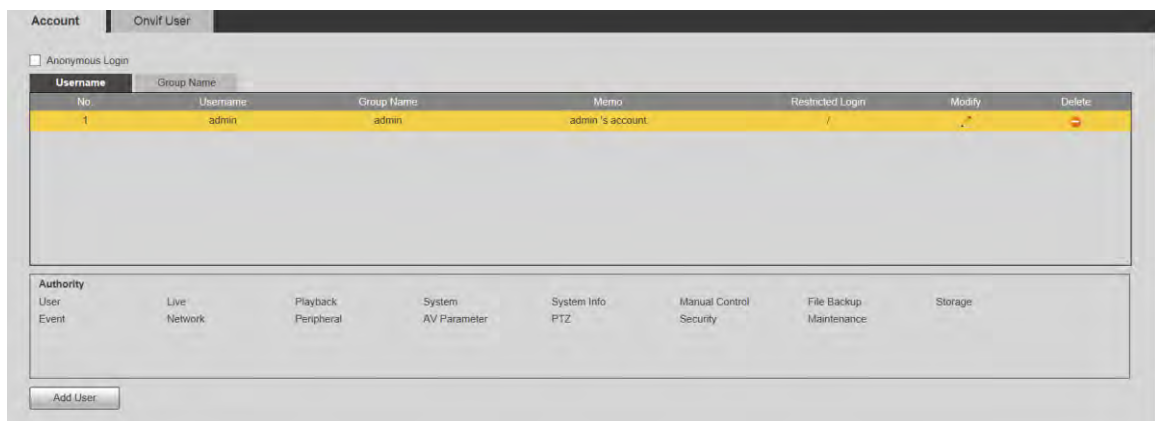 Account Onvif User
Anonymous Login
Username Group Name
No. Username Group Name Memo Restricted Login Modify Delete
1 admin admin admin 's account / 
Authority
User Live Playback System System Info Manual Control File Backup Storage
Event Network Peripheral AV Parameter PTZ Security Maintenance
Add User